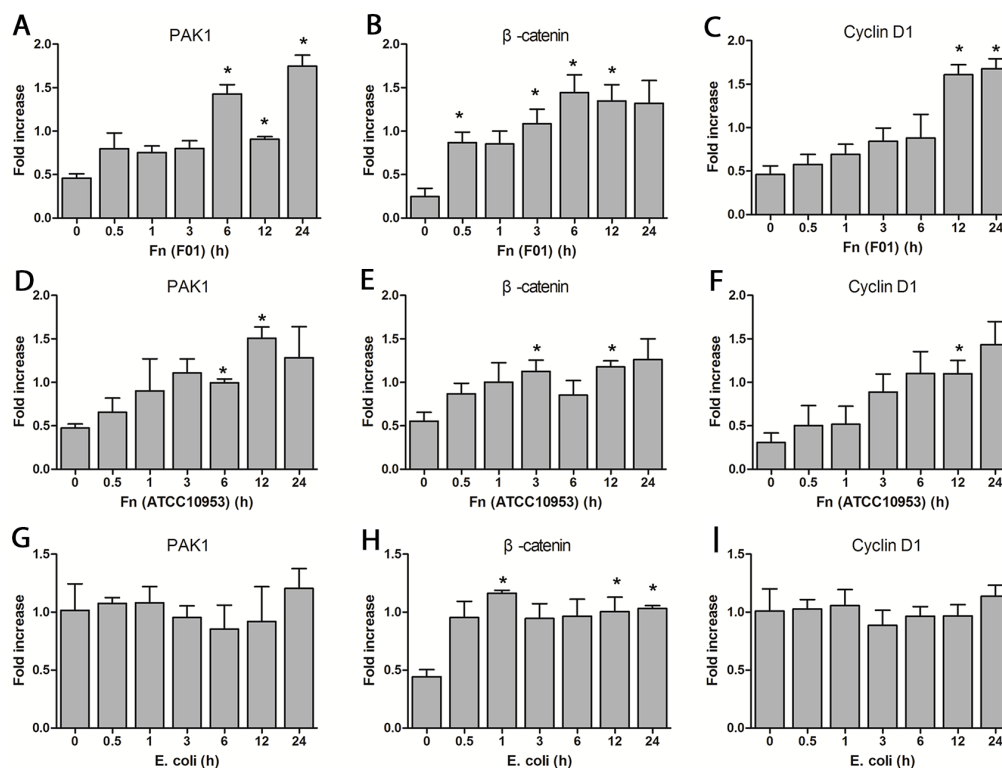 A
PAK1
Fold increase
2.0
1.5
1.0
0.5
0.0
* * *
0 0.5 1 3 6 12 24
Fn (F01) (h)
B
β -catenin
Fold increase
2.0
1.5
1.0
0.5
0.0
* * * *
0 0.5 1 3 6 12 24
Fn (F01) (h)
C
Cyclin D1
Fold increase
2.0
1.5
1.0
0.5
0.0
* *
0 0.5 1 3 6 12 24
Fn (F01) (h)
D
PAK1
Fold increase
2.0
1.5
1.0
0.5
0.0
* *
0 0.5 1 3 6 12 24
Fn (ATCC10953) (h)
E
β -catenin
Fold increase
2.0
1.5
1.0
0.5
0.0
* *
0 0.5 1 3 6 12 24
Fn (ATCC10953) (h)
F
Cyclin D1
Fold increase
2.0
1.5
1.0
0.5
0.0
*
0 0.5 1 3 6 12 24
Fn (ATCC10953) (h)
G
PAK1
Fold increase
1.5
1.0
0.5
0.0
0 0.5 1 3 6 12 24
E. coli (h)
H
β -catenin
Fold increase
1.5
1.0
0.5
0.0
* * *
0 0.5 1 3 6 12 24
E. coli (h)
I
Cyclin D1
Fold increase
1.5
1.0
0.5
0.0
0 0.5 1 3 6 12 24
E. coli (h)